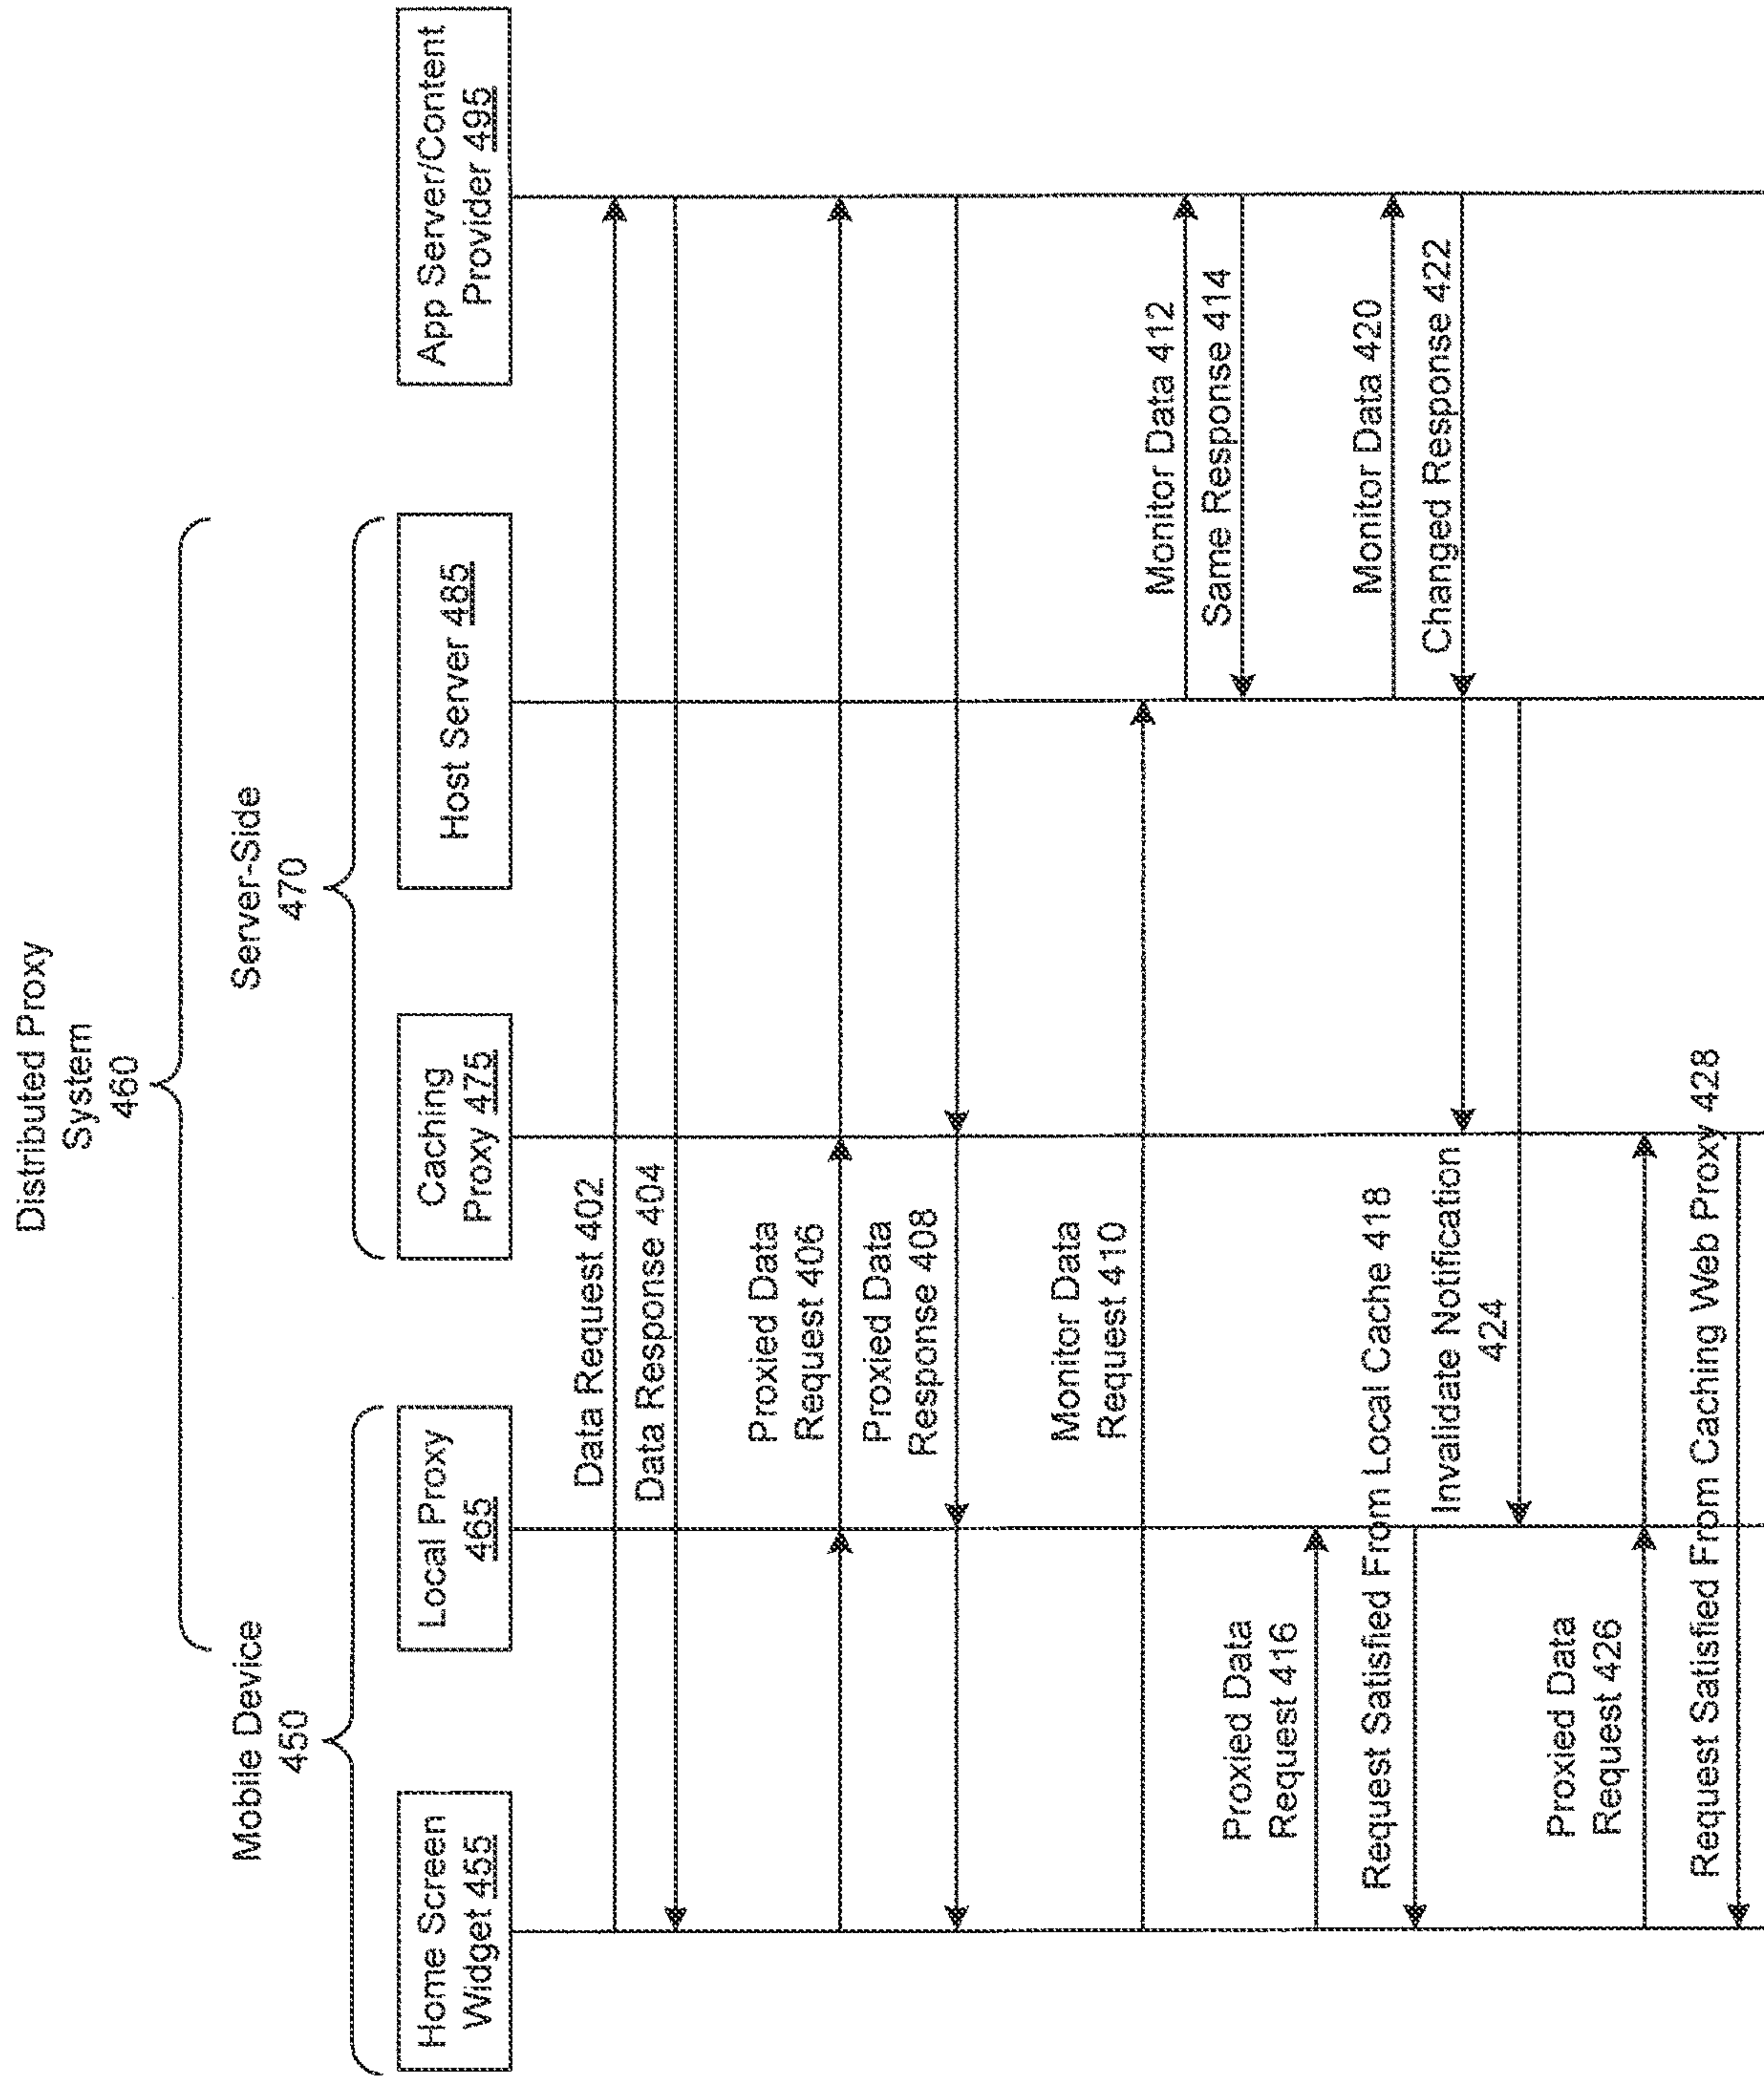 Distributed Proxy
System
460
Mobile Device
450
Server-Side
470
Home Screen
Widget 455
Local Proxy
465
Caching
Proxy 475
Host Server 485
App Server/Content
Provider 495
Data Request 402
Data Response 404
Proxied Data
Request 406
Proxied Data
Response 408
Monitor Data
Request 410
Monitor Data 412
Same Response 414
Proxied Data
Request 416
Request Satisfied From Local Cache 418
Monitor Data 420
Changed Response 422
Invalidate Notification
424
Proxied Data
Request 426
Request Satisfied From Caching Web Proxy 428